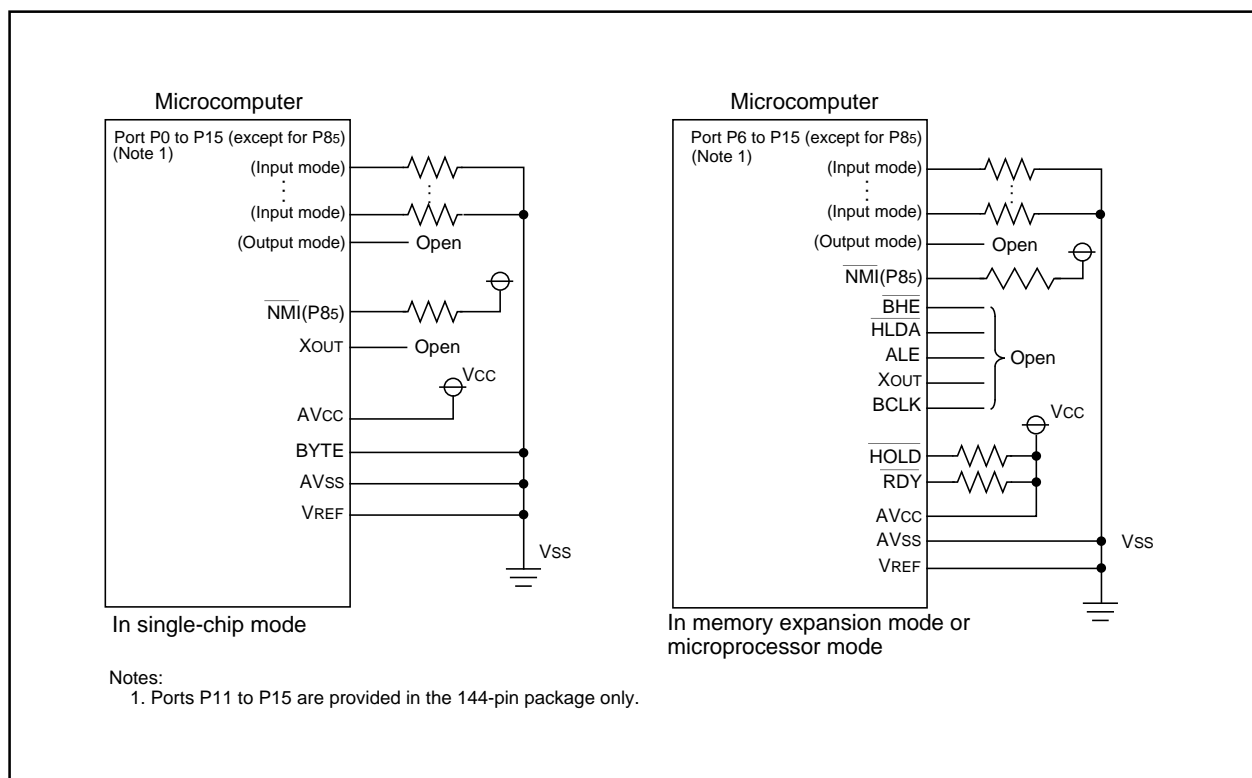 Microcomputer
Port P0 to P15 (except for P85)
(Note 1)
(Input mode)
(Input mode)
(Output mode)
Open
NMI(P85)
XOUT
Open
VCC
AVCC
BYTE
AVSS
VREF
VSS
In single-chip mode
Microcomputer
Port P6 to P15 (except for P85)
(Note 1)
(Input mode)
(Input mode)
(Output mode)
Open
NMI(P85)
BHE
HLDA
ALE
Open
XOUT
BCLK
VCC
HOLD
RDY
AVCC
AVSS
VSS
VREF
In memory expansion mode or
microprocessor mode
Notes:
1. Ports P11 to P15 are provided in the 144-pin package only.